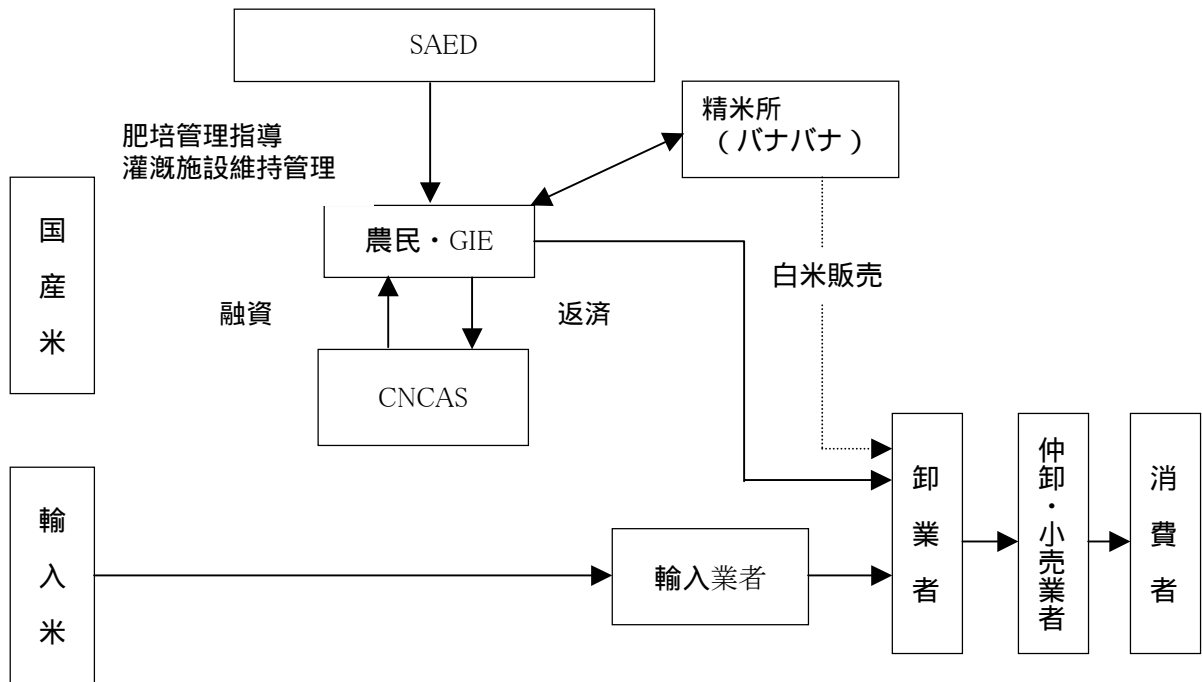 SAED
精米所
（バナバナ）
肥培管理指導
灌漑施設維持管理
国産米
農民・GIE
白米販売
融資
返済
CNCAS
卸業者
仲卸・小売業者
消費者
輸入米
輸入業者